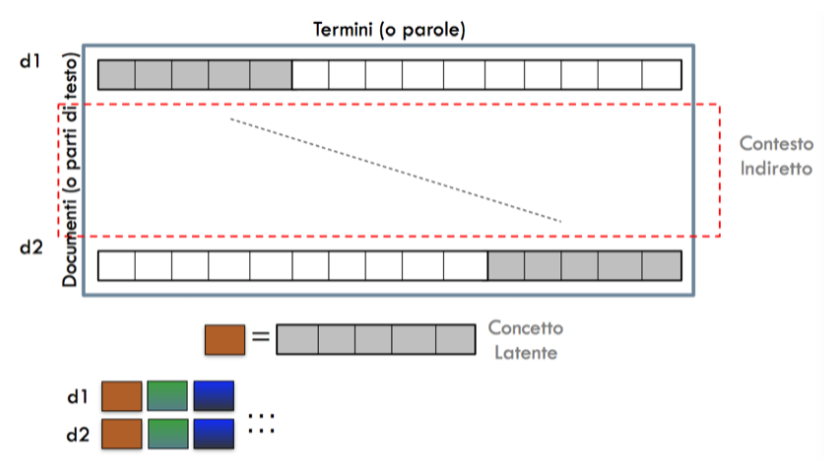 Termini (o parole)
d1
Documenti (o parti di testo)
Contesto
Indiretto
d2
=
Concetto
Latente
d1
d2